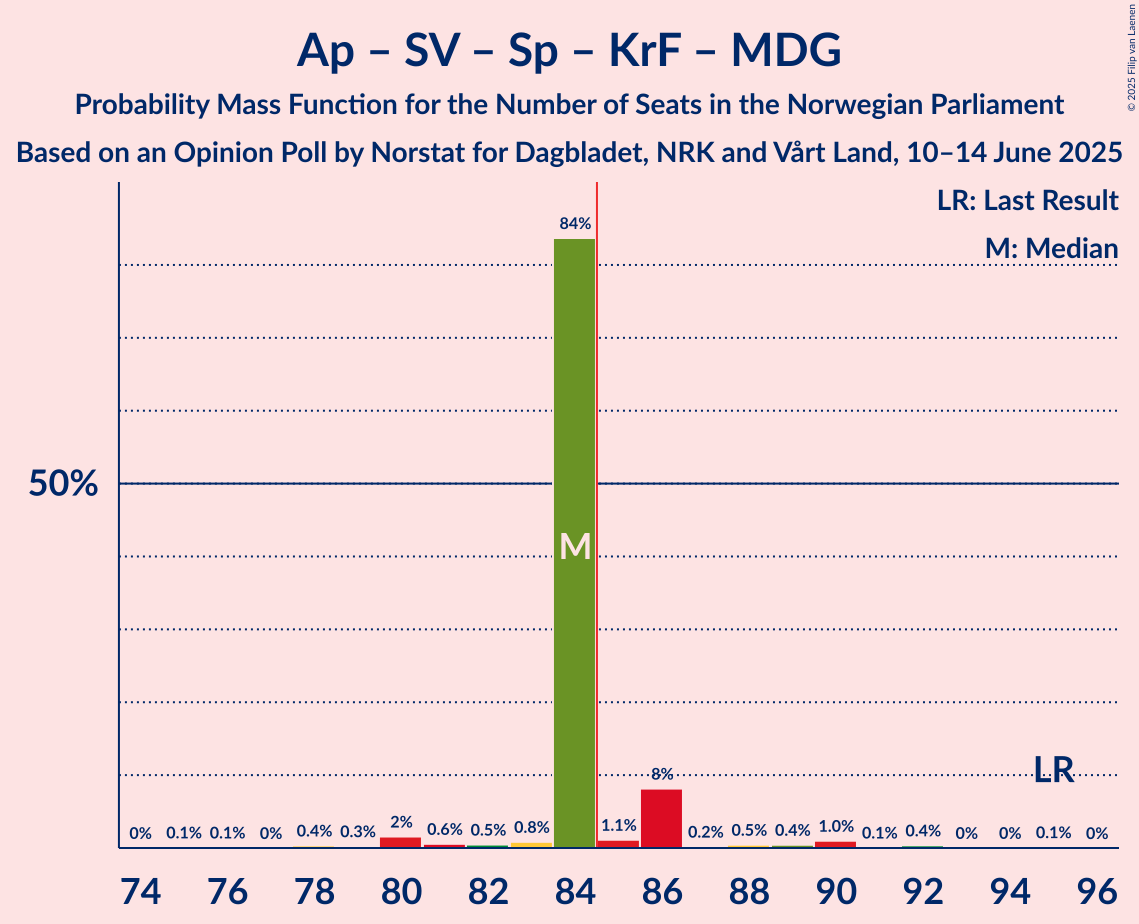 Ap – SV – Sp – KrF – MDG
Probability Mass Function for the Number of Seats in the Norwegian Parliament
Based on an Opinion Poll by Norstat for Dagbladet, NRK and Vårt Land, 10–14 June 2025
© 2025 Filip van Laenen
LR: Last Result
M: Median
84%
50%
M
LR
8%
0% 0.1% 0.1% 0% 0.4% 0.3% 2% 0.6% 0.5% 0.8% 1.1% 0.2% 0.5% 0.4% 1.0% 0.1% 0.4% 0% 0% 0.1% 0%
74 76 78 80 82 84 86 88 90 92 94 96